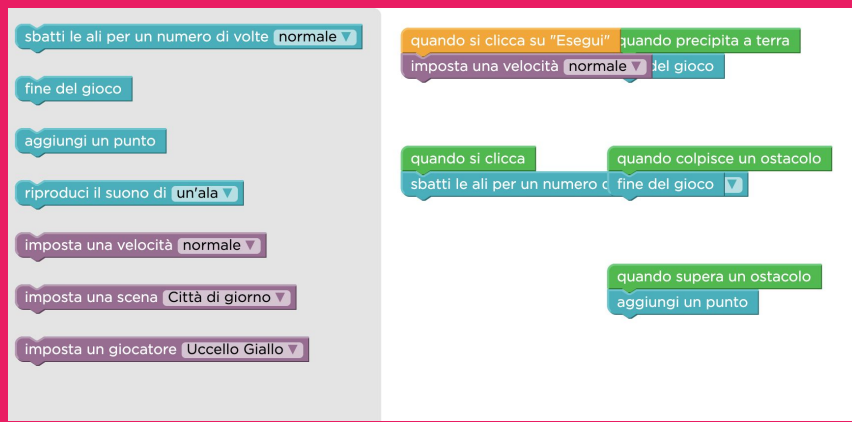 sbatti le ali per un numero di volte normale
fine del gioco
aggiungi un punto
riproduci il suono di un'ala
imposta una velocità normale
imposta una scena Città di giorno
imposta un giocatore Uccello Giallo
quando si clicca su "Esegui"
imposta una velocità normale
quando precipita a terra
del gioco
quando si clicca
sbatti le ali per un numero
quando colpisce un ostacolo
fine del gioco
quando supera un ostacolo
aggiungi un punto